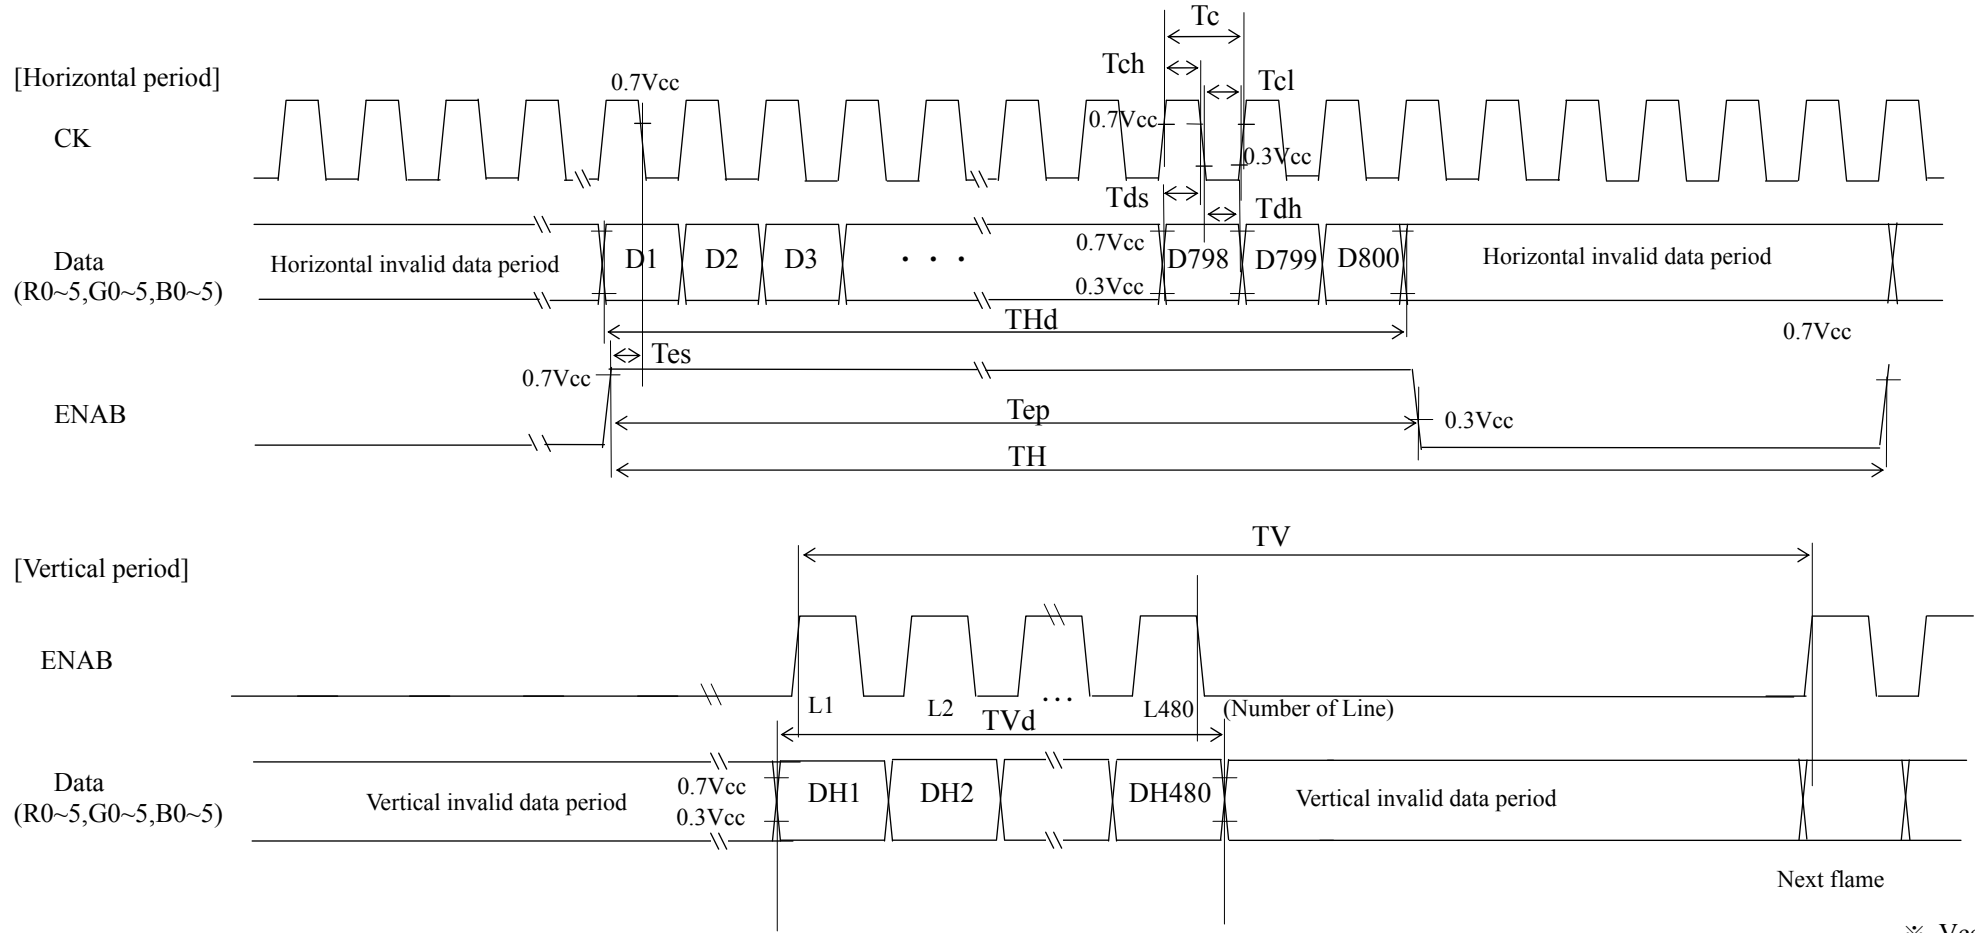 Tc
Tch
Tcl
[Horizontal period]
0.7Vcc
CK
0.7Vcc
0.3Vcc
Tds
Tdh
0.7Vcc
D1 D2 D3 ・・・ D798 D799 D800
Data
Horizontal invalid data period
Horizontal invalid data period
(R0~5,G0~5,B0~5)
0.3Vcc
THd
0.7Vcc
Tes
0.7Vcc
ENAB
Tep
0.3Vcc
TH
TV
[Vertical period]
ENAB
L1 L2 ... L480 (Number of Line)
TVd
Data
0.7Vcc
DH1 DH2 DH480
Vertical invalid data period
Vertical invalid data period
(R0~5,G0~5,B0~5)
0.3Vcc
Next flame